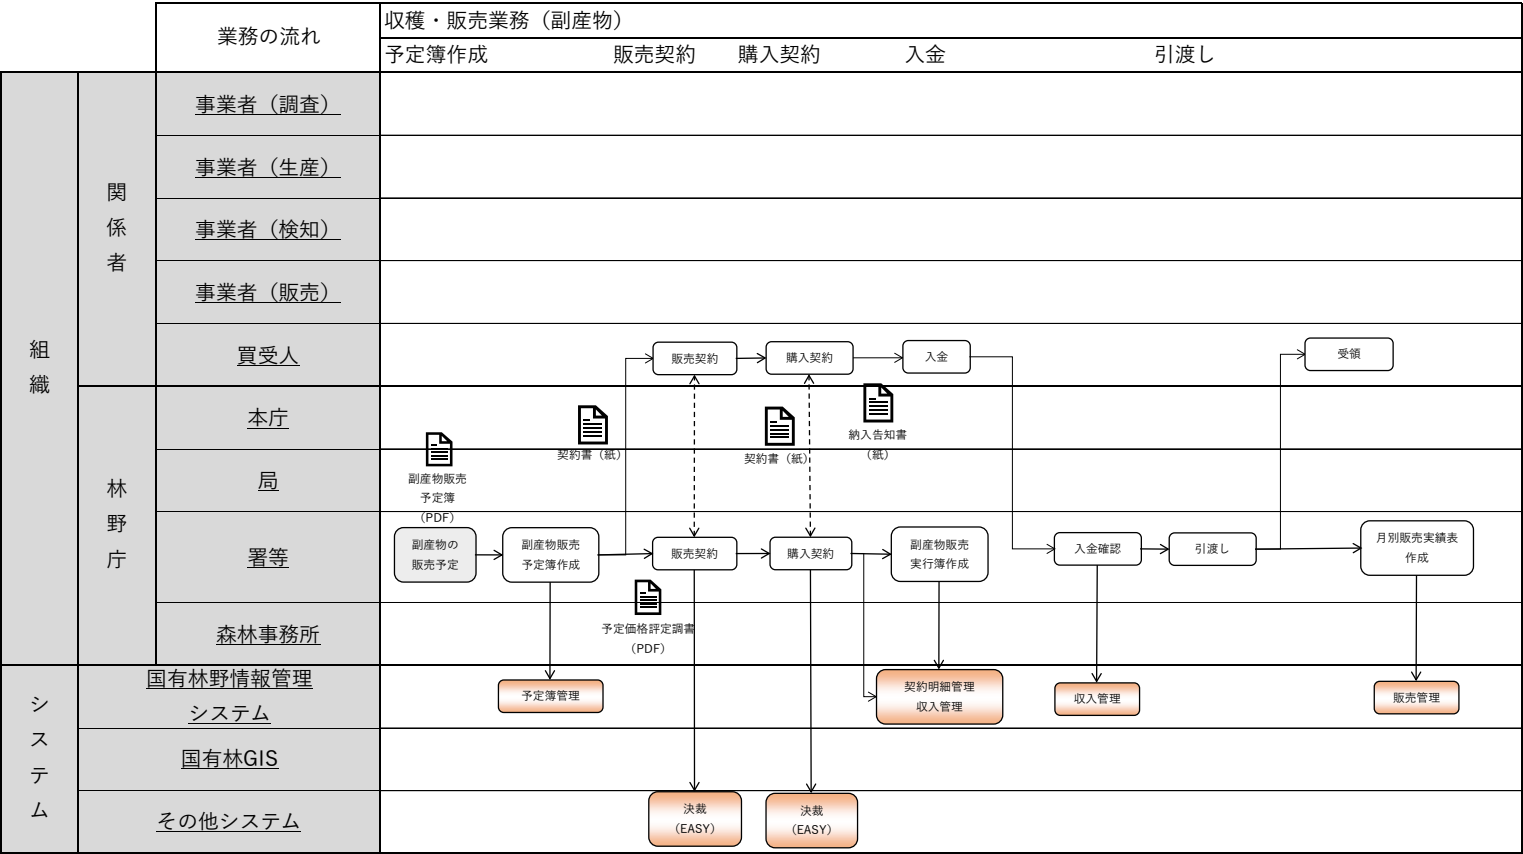 業務の流れ
収穫・販売業務（副産物）
予定簿作成
販売契約
購入契約
入金
引渡し
組織
関係者
事業者（調査）
事業者（生産）
事業者（検知）
事業者（販売）
買受人
販売契約
購入契約
入金
受領
林野庁
本庁
契約書（紙）
契約書（紙）
納入告知書
（紙）
局
副産物販売
予定簿
（PDF）
署等
副産物の
販売予定
副産物販売
予定簿作成
販売契約
購入契約
副産物販売
実行簿作成
入金確認
引渡し
月別販売実績表
作成
森林事務所
予定価格評定調書
（PDF）
システム
国有林野情報管理
システム
予定簿管理
契約明細管理
収入管理
収入管理
販売管理
国有林GIS
その他システム
決裁
（EASY）
決裁
（EASY）